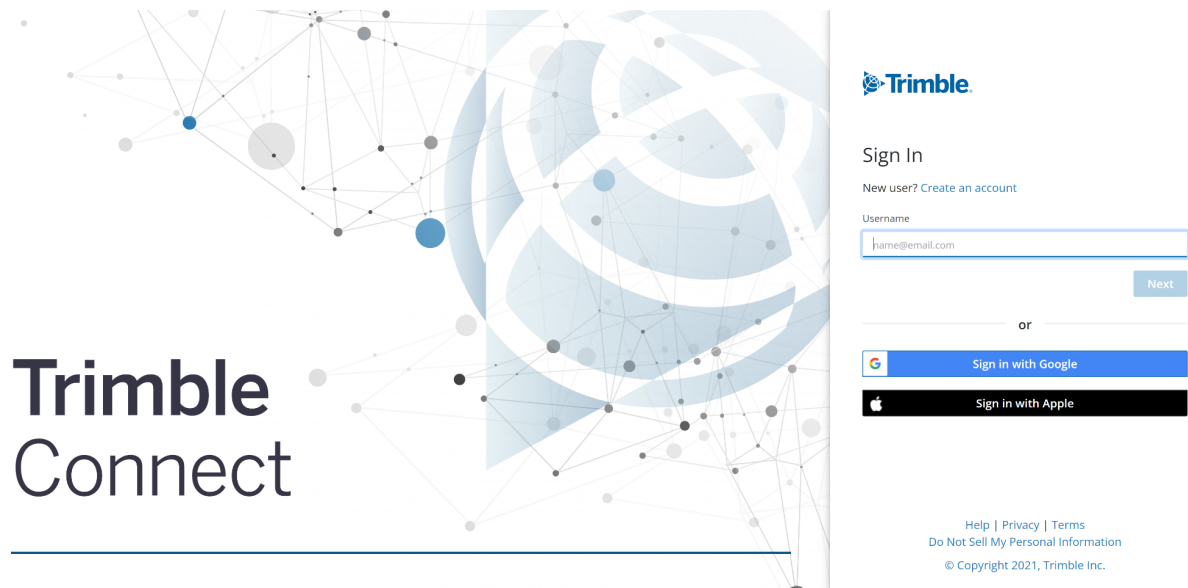 Trimble
Connect
Trimble.
Sign In
New user? Create an account
Username
name@email.com
Next
or
G Sign in with Google
Sign in with Apple
Help | Privacy | Terms
Do Not Sell My Personal Information
© Copyright 2021, Trimble Inc.